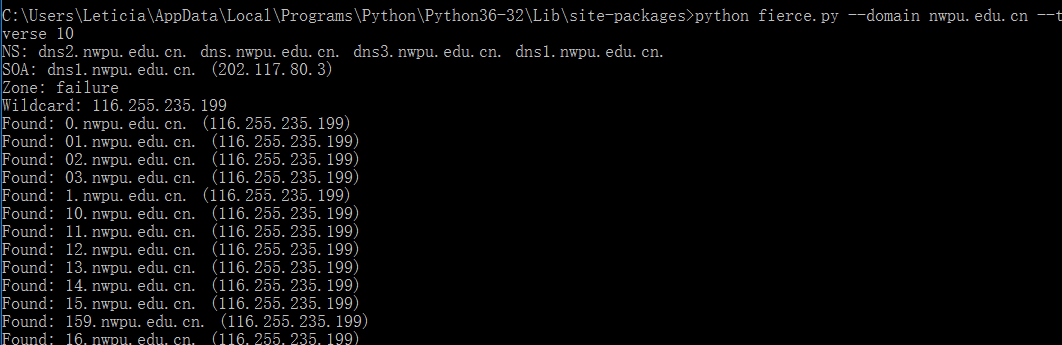 C:\Users\Leticia\AppData\Local\Programs\Python\Python36-32\Lib\site-packages>python fierce.py --domain nwpu.edu.cn --t
verse 10
NS: dns2.nwpu.edu.cn. dns.nwpu.edu.cn. dns3.nwpu.edu.cn. dns1.nwpu.edu.cn.
SOA: dns1.nwpu.edu.cn. (202.117.80.3)
Zone: failure
Wildcard: 116.255.235.199
Found: 0.nwpu.edu.cn. (116.255.235.199)
Found: 01.nwpu.edu.cn. (116.255.235.199)
Found: 02.nwpu.edu.cn. (116.255.235.199)
Found: 03.nwpu.edu.cn. (116.255.235.199)
Found: 1.nwpu.edu.cn. (116.255.235.199)
Found: 10.nwpu.edu.cn. (116.255.235.199)
Found: 11.nwpu.edu.cn. (116.255.235.199)
Found: 12.nwpu.edu.cn. (116.255.235.199)
Found: 13.nwpu.edu.cn. (116.255.235.199)
Found: 14.nwpu.edu.cn. (116.255.235.199)
Found: 15.nwpu.edu.cn. (116.255.235.199)
Found: 159.nwpu.edu.cn. (116.255.235.199)
Found: 16.nwpu.edu.cn. (116.255.235.199)